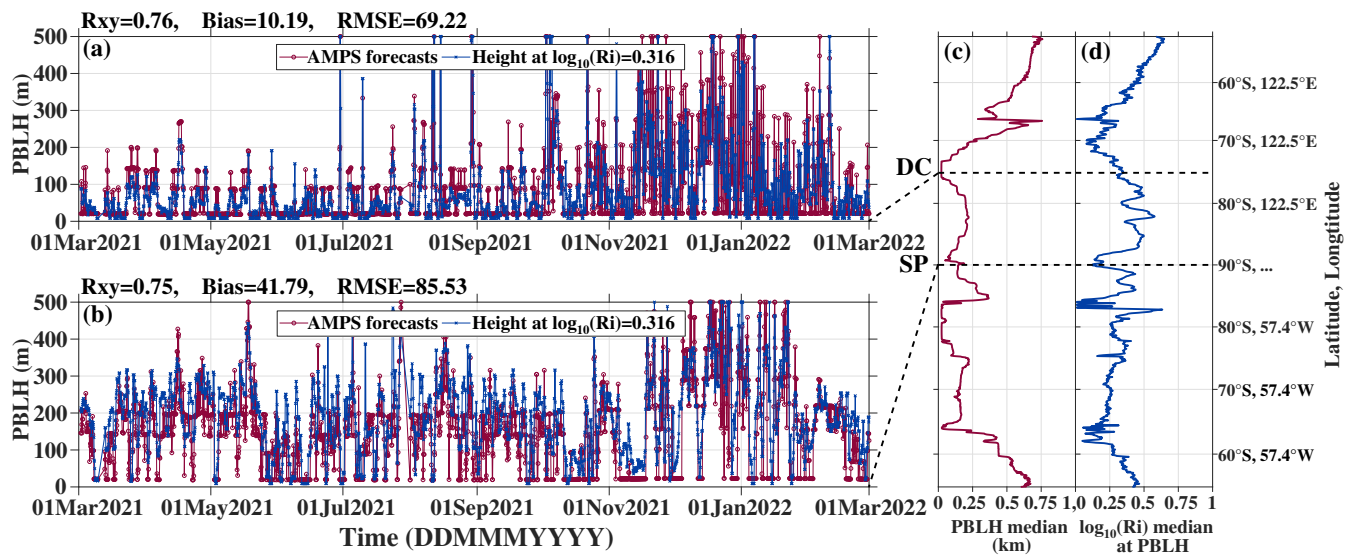 Rxy=0.76, Bias=10.19, RMSE=69.22
(a)
AMPS forecasts
Height at log10(Ri)=0.316
500
400
300
200
100
0
PBLH (m)
01Mar2021 01May2021 01Jul2021 01Sep2021 01Nov2021 01Jan2022 01Mar2022
Rxy=0.75, Bias=41.79, RMSE=85.53
(b)
AMPS forecasts
Height at log10(Ri)=0.316
500
400
300
200
100
0
PBLH (m)
01Mar2021 01May2021 01Jul2021 01Sep2021 01Nov2021 01Jan2022 01Mar2022
Time (DDMMMYYYY)
(c)
(d)
DC
SP
60°S, 122.5°E
70°S, 122.5°E
80°S, 122.5°E
90°S, ...
80°S, 57.4°W
70°S, 57.4°W
60°S, 57.4°W
Latitude, Longtitude
0 0.25 0.5 0.75 1,0 0.25 0.5 0.75 1
PBLH median
(km)
log10(Ri) median
at PBLH